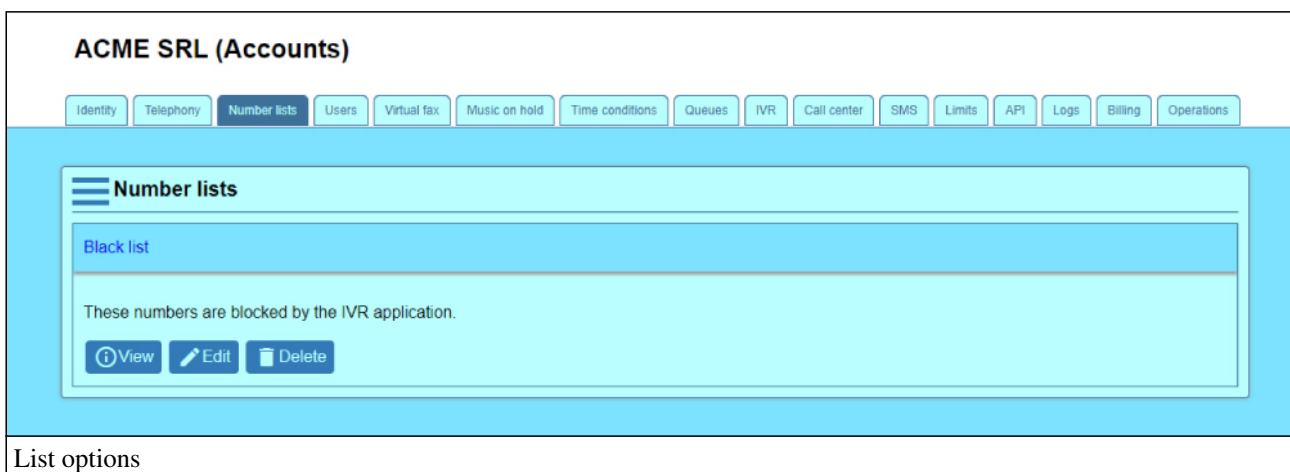 ACME SRL (Accounts)
Identity Telephony Number lists Users Virtual fax Music on hold Time conditions Queues IVR Call center SMS Limits API Logs Billing Operations
Number lists
Black list
These numbers are blocked by the IVR application.
View Edit Delete
List options